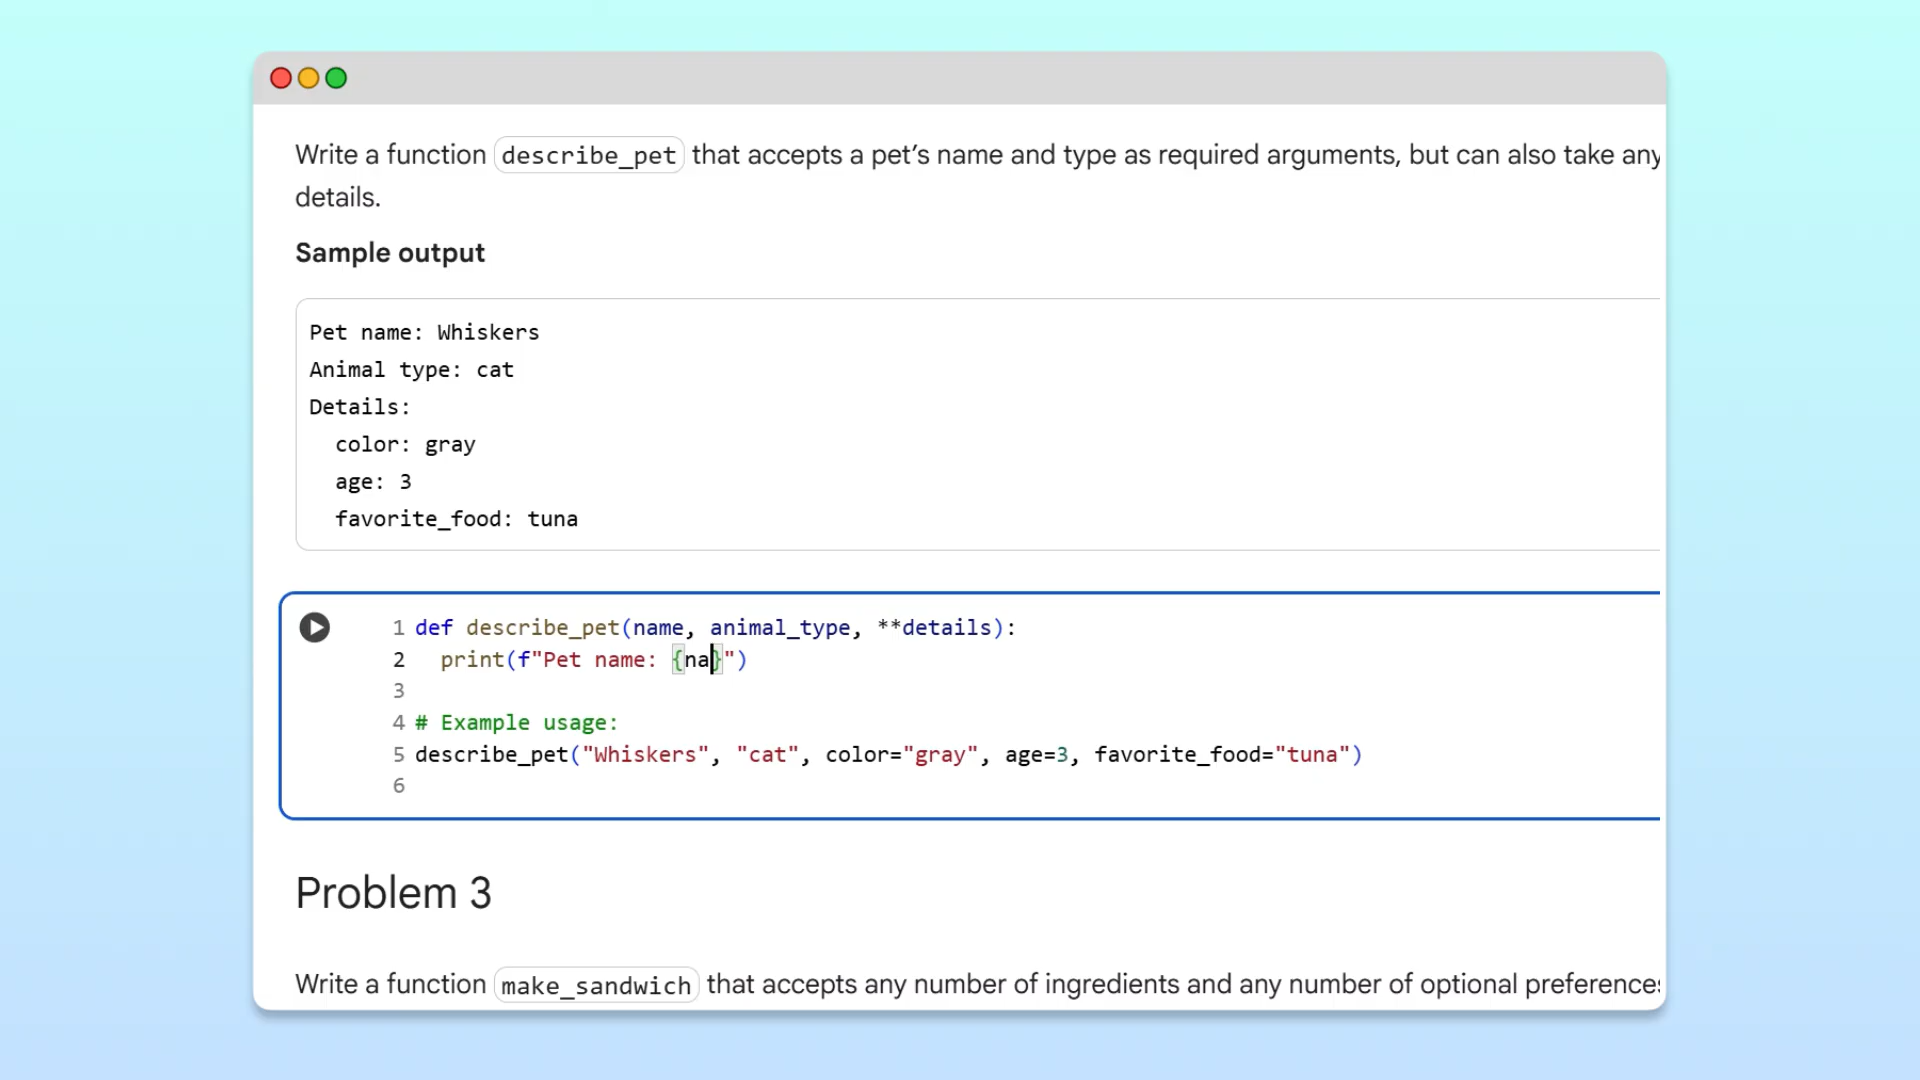 Write a function describe_pet that accepts a pet’s name and type as required arguments, but can also take any
details.
Sample output
Pet name: Whiskers
Animal type: cat
Details:
  color: gray
  age: 3
  favorite_food: tuna
1 def describe_pet(name, animal_type, **details):
2   print(f"Pet name: {na}")
3
4 # Example usage:
5 describe_pet("Whiskers", "cat", color="gray", age=3, favorite_food="tuna")
6
Problem 3
Write a function make_sandwich that accepts any number of ingredients and any number of optional preferences